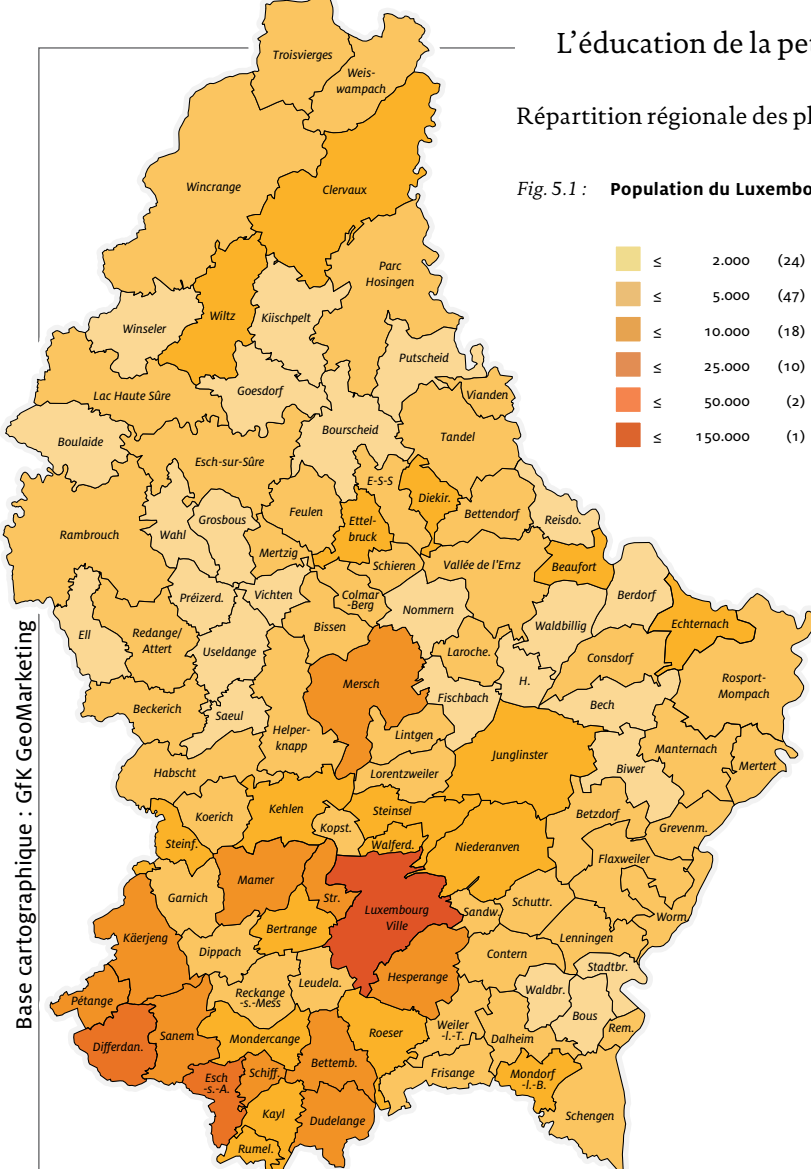 L'éducation de la pe
Répartition régionale des pl
Fig. 5.1 : Population du Luxembo
≤ 2.000 (24)
≤ 5.000 (47)
≤ 10.000 (18)
≤ 25.000 (10)
≤ 50.000 (2)
≤ 150.000 (1)
Troisvierges
Weis-
wampach
Wincrange
Clervaux
Parc
Hosingen
Winseler
Wiltz
Kiischpelt
Putscheid
Lac Haute Sûre
Goesdorf
Vianden
Boulaide
Bourscheid
Tandel
Esch-sur-Sûre
E-S-S
Diekir.
Rambrouch
Wahl
Grosbous
Feulen
Ettel-
bruck
Bettendorf
Reisdo.
Mertzig
Schieren
Vallée de l'Ernz
Beaufort
Préizerd.
Vichten
Colmar
-Berg
Nommern
Berdorf
Ell
Redange/
Attert
Useldange
Bissen
Waldbillig
Echternach
Laroche.
Consdorf
Mersch
H.
Rosport-
Mompach
Beckerich
Saeul
Fischbach
Bech
Helper-
knapp
Lintgen
Junglinster
Manternach
Habscht
Lorentzweiler
Biwer
Mertert
Koerich
Kehlen
Steinsel
Betzdorf
Steinf.
Kopst.
Walferd.
Niederanven
Grevenm.
Flaxweiler
Mamer
Garnich
Str.
Luxembourg
Ville
Sandw.
Schuttr.
Worm.
Käerjeng
Bertrange
Dippach
Contern
Lenningen
Stadtbr.
Leudela.
Hesperange
Reckange
-s.-Mess
Waldbr.
Pétange
Bous
Differdan.
Sanem
Mondercange
Roeser
Weiler
-l.-T.
Dalheim
Rem.
Esch
-s.-A.
Schiff.
Bettemb.
Frisange
Mondorf
-l.-B.
Kayl
Dudelange
Schengen
Rumel.
Base cartographique : GfK GeoMarketing